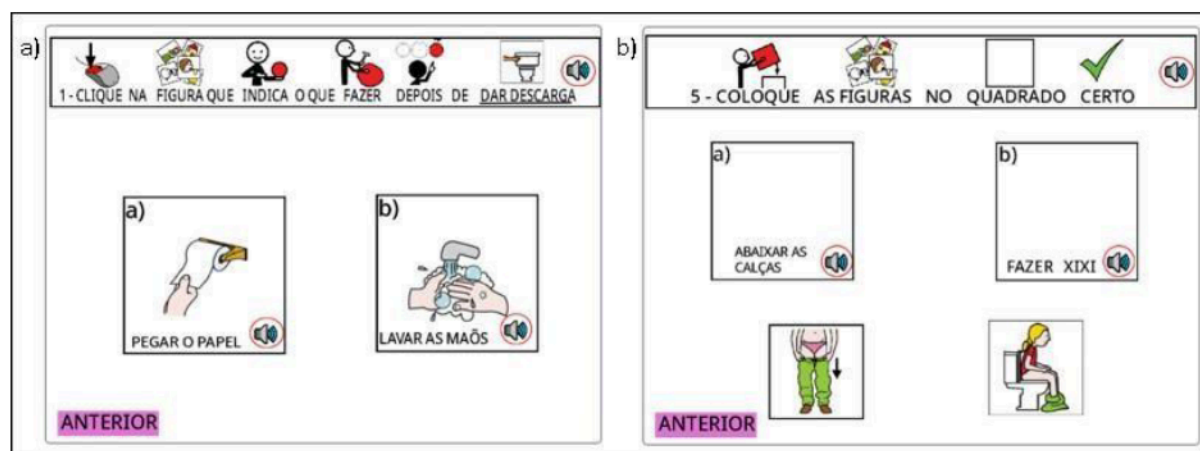 a)
1 - CLIQUE NA FIGURA QUE INDICA O QUE FAZER DEPOIS DE DAR DESCARGA
a)
PEGAR O PAPEL
b)
LAVAR AS MAÕS
ANTERIOR
b)
5 - COLOQUE AS FIGURAS NO QUADRADO CERTO
a)
ABAIXAR AS
CALÇAS
b)
FAZER XIXI
ANTERIOR